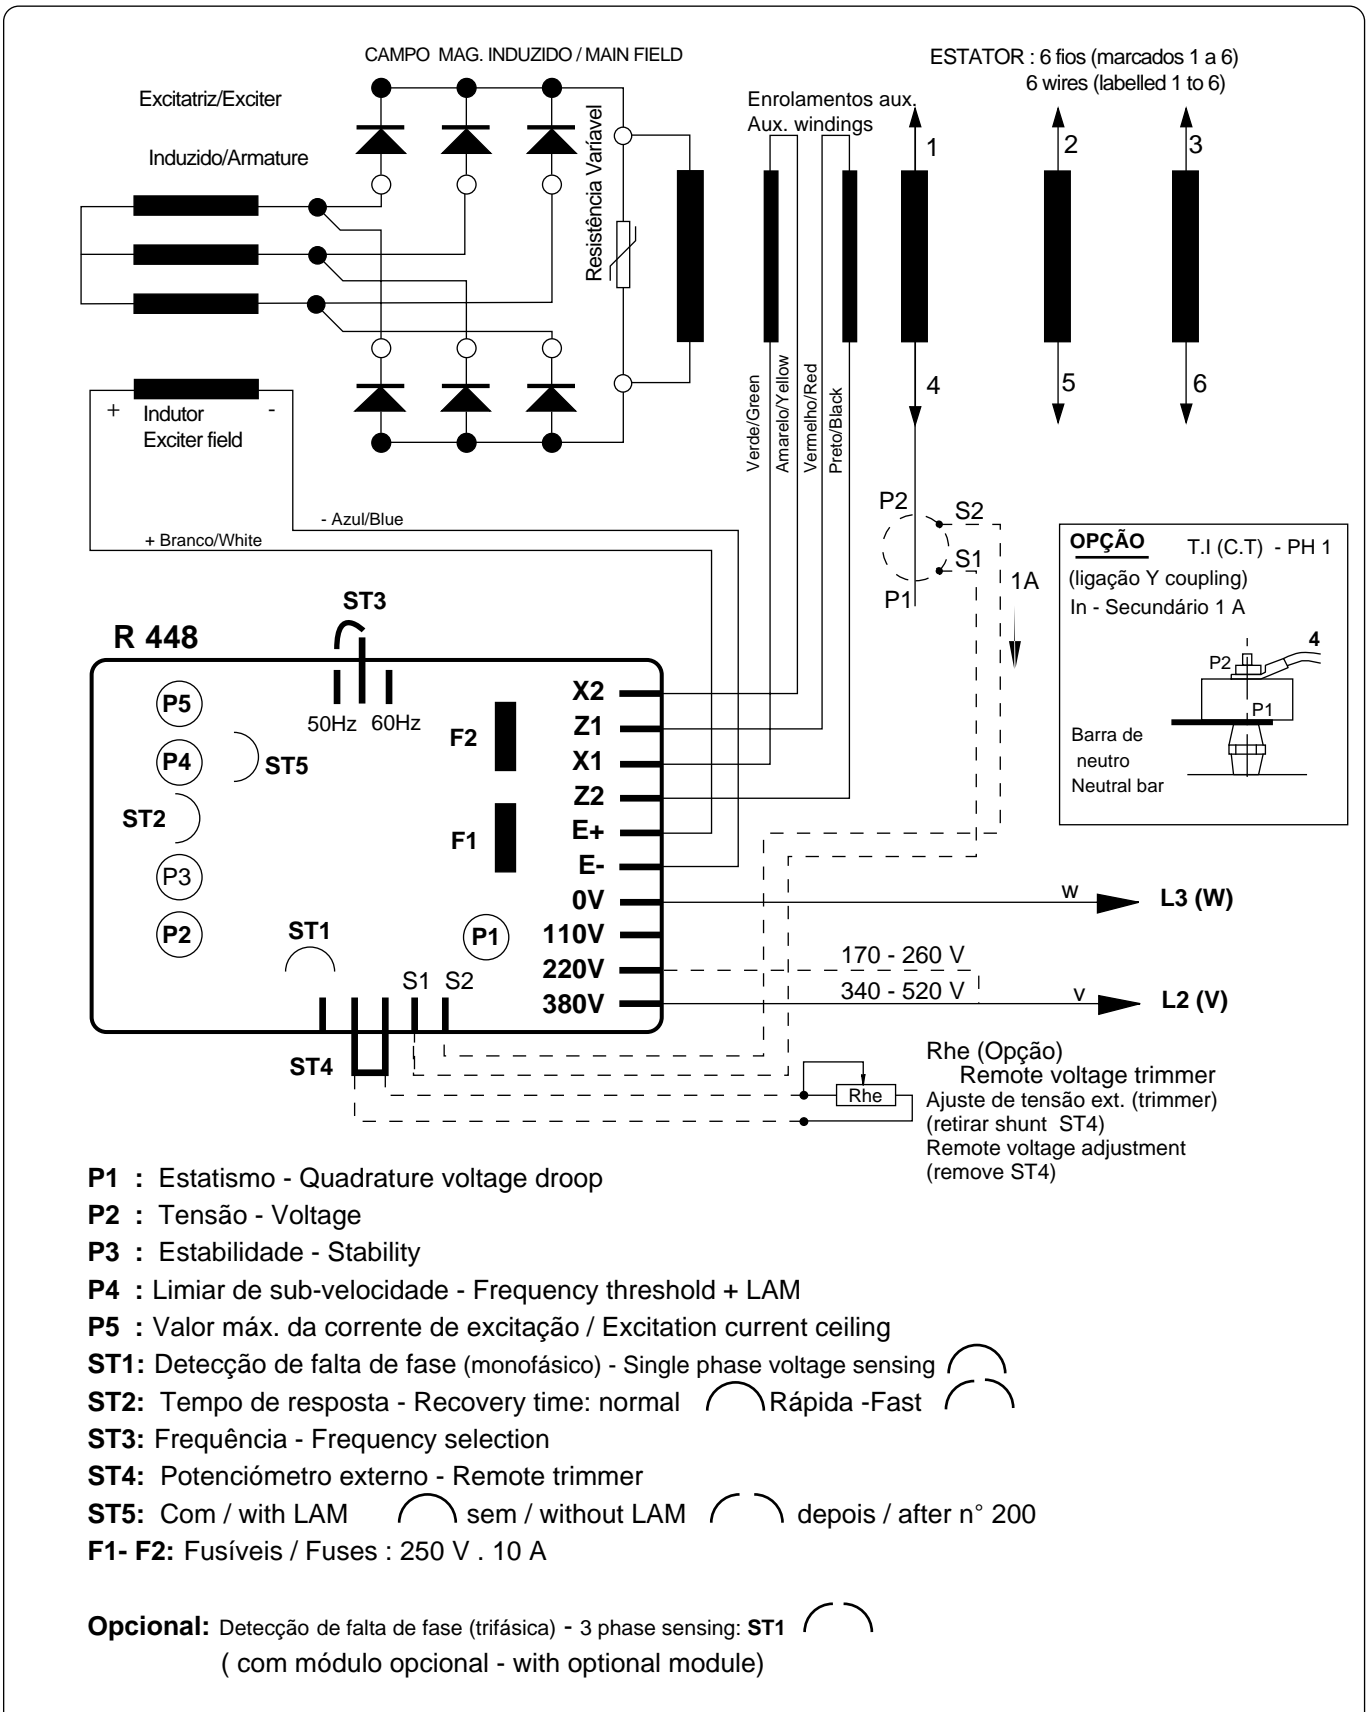 CAMPO MAG. INDUZIDO / MAIN FIELD
ESTATOR : 6 fios (marcados 1 a 6)
6 wires (labelled 1 to 6)
Excitatriz/Exciter
Enrolamentos aux.
Aux. windings
Induzido/Armature
Resistência Varíavel
1
2
3
4
5
6
+
-
Indutor
Exciter field
Verde/Green
Amarelo/Yellow
Vermelho/Red
Preto/Black
- Azul/Blue
+ Branco/White
P2
S2
S1
P1
1A
OPÇÃO
T.I (C.T) - PH 1
(ligação Y coupling)
In - Secundário 1 A
4
P2
P1
Barra de
neutro
Neutral bar
ST3
R 448
50Hz
60Hz
P5
P4
ST5
ST2
P3
P2
ST1
P1
F2
F1
X2
Z1
X1
Z2
E+
E-
0V
110V
220V
380V
S1
S2
ST4
w
L3 (W)
170 - 260 V
340 - 520 V
v
L2 (V)
Rhe
Rhe (Opção)
Remote voltage trimmer
Ajuste de tensão ext. (trimmer)
(retirar shunt ST4)
Remote voltage adjustment
(remove ST4)
P1 : Estatismo - Quadrature voltage droop
P2 : Tensão - Voltage
P3 : Estabilidade - Stability
P4 : Limiar de sub-velocidade - Frequency threshold + LAM
P5 : Valor máx. da corrente de excitação / Excitation current ceiling
ST1: Detecção de falta de fase (monofásico) - Single phase voltage sensing
ST2: Tempo de resposta - Recovery time: normal Rápida -Fast
ST3: Frequência - Frequency selection
ST4: Potenciómetro externo - Remote trimmer
ST5: Com / with LAM sem / without LAM depois / after n° 200
F1- F2: Fusíveis / Fuses : 250 V . 10 A
Opcional: Detecção de falta de fase (trifásica) - 3 phase sensing: ST1
( com módulo opcional - with optional module)